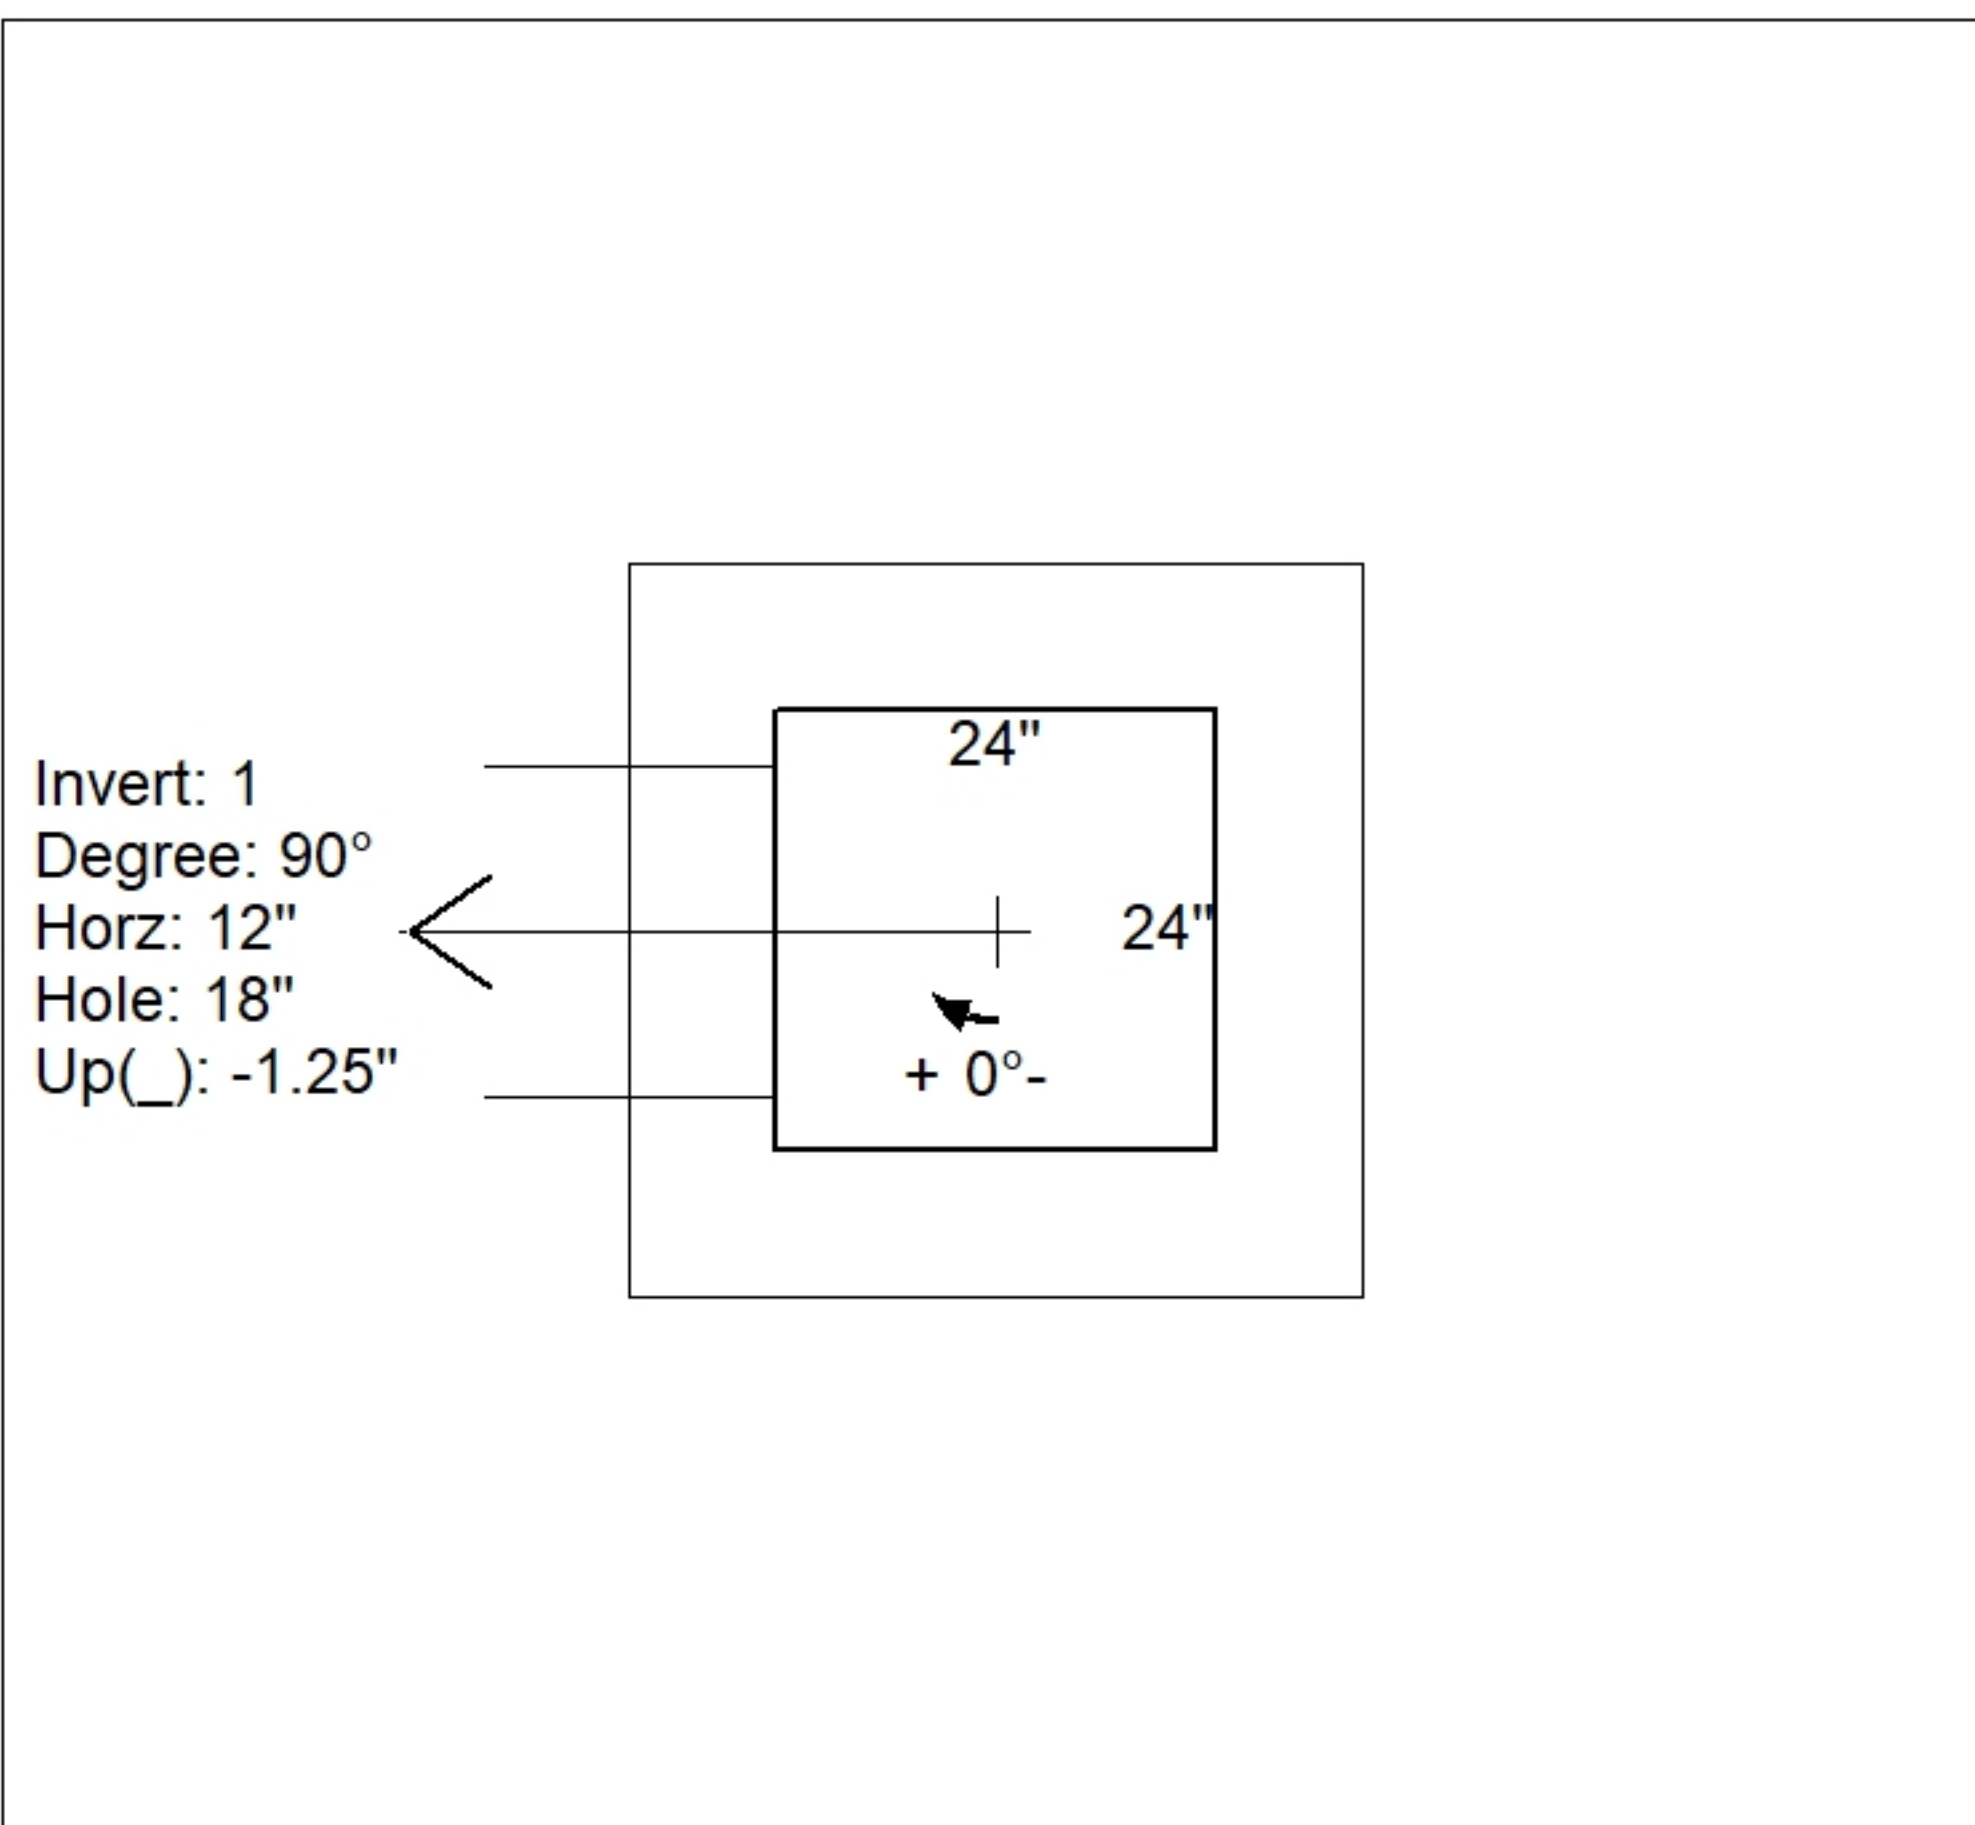 24"
Invert: 1
Degree: 90°
Horz: 12"
24"
Hole: 18"
Up(_): -1.25"
+ 0°-